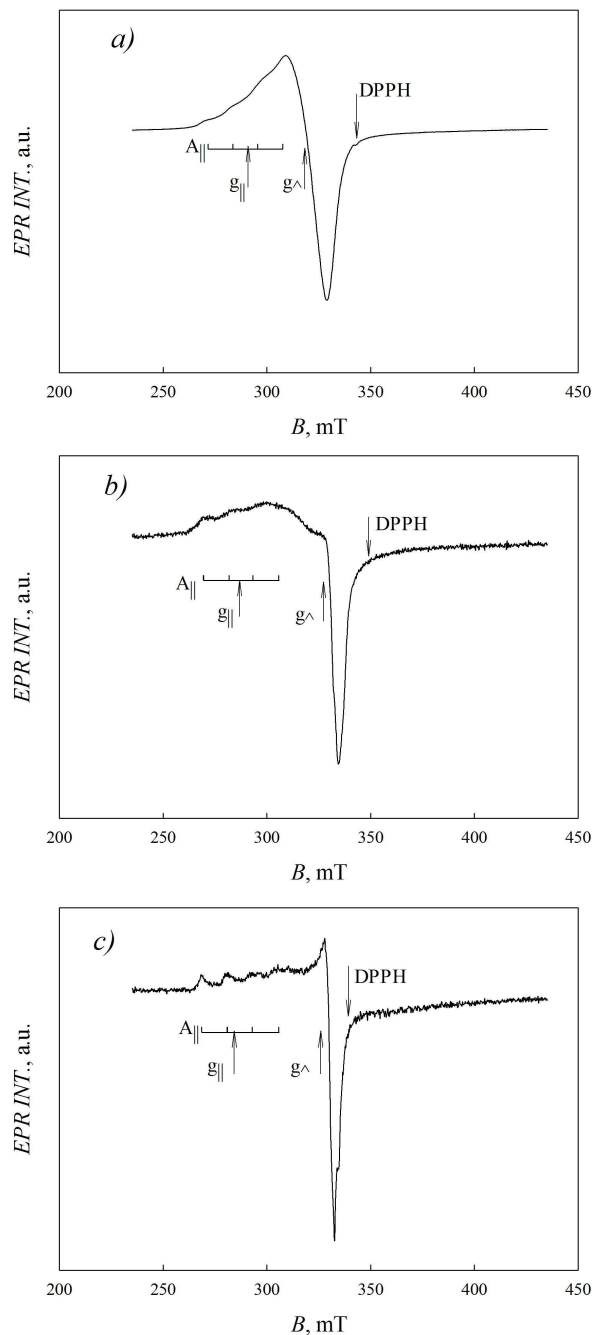 a)
DPPH
A||
g||
g^
EPR INT., a.u.
200 250 300 350 400 450
B, mT
b)
DPPH
A||
g||
g^
EPR INT., a.u.
200 250 300 350 400 450
B, mT
c)
DPPH
A||
g||
g^
EPR INT., a.u.
200 250 300 350 400 450
B, mT